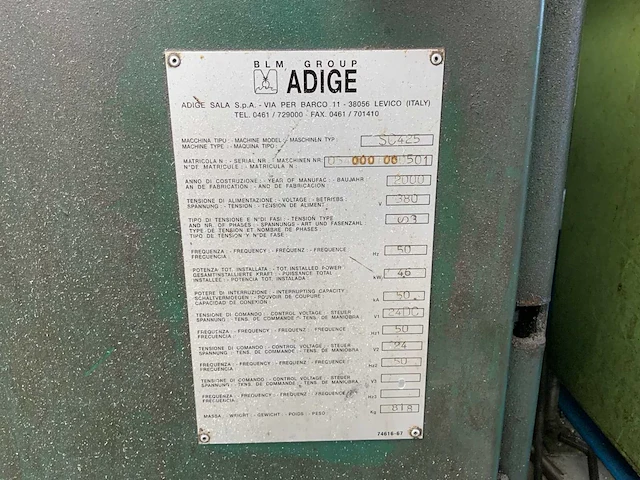 BLM GROUP
ADIGE
ADIGE SALA S.p.A. - VIA PER BARCO 11 - 38056 LEVICO (ITALY)
TEL. 0461 / 729000 - FAX. 0461 / 701410
MACCHINA TIPO - MACHINE MODEL - MASCHINEN TYP
MACHINE TYPE - MAQUINA TIPO
SC425
MATRICOLA N - SERIAL NR. MASCHINEN NR.
N° DE MATRICULE - MATRICULA N
000 00 501
ANNO DI COSTRUZIONE - YEAR OF MANUFAC. - BAUJAHR
AN DE FABRICATION - AÑO DE FABRICACION
2000
TENSIONE DI ALIMENTAZIONE - VOLTAGE - BETRIEBS
SPANNUNG - TENSION - TENSION DE ALIMENT.
V 380
TIPO DI TENSIONE E N° DI FASI - TENSION TYPE
AND NR. OF PHASES - SPANNUNGS - ART UND FASENZAHL
TYPE DE TENSION ET NOMBRE DE PHASES
TIPO DE TENSION Y N° DE FASE
3
FREQUENZA - FREQUENCY - FREQUENZ - FREQUENCE
FRECUENCIA
Hz 50
POTENZA TOT. INSTALLATA - TOT. INSTALLED POWER
GESAMTINSTALLIERTE KRAFT - PUISSANCE TOTAL
INSTALLEE - POTENCIA TOT. INSTALADA
kW 46
POTERE DI INTERRUZIONE - INTERRUPTING CAPACITY
SCHALTVERMOEGEN - POUVOIR DE COUPURE
CAPACIDAD DE CONEXION
kA 50
TENSIONE DI COMANDO - CONTROL VOLTAGE - STEUER
SPANNUNG - TENS. DE COMMANDE - TENS. DE MANIOBRA
V1 24DC
FREQUENZA - FREQUENCY - FREQUENZ - FREQUENCE
FRECUENCIA
Hz1 50
TENSIONE DI COMANDO - CONTROL VOLTAGE - STEUER
SPANNUNG - TENS. DE COMMANDE - TENS. DE MANIOBRA
V2 24
FREQUENZA - FREQUENCY - FREQUENZ - FREQUENCE
FRECUENCIA
Hz2 50
TENSIONE DI COMANDO - CONTROL VOLTAGE - STEUER
SPANNUNG - TENS. DE COMMANDE - TENS. DE MANIOBRA
V3
FREQUENZA - FREQUENCY - FREQUENZ - FREQUENCE
FRECUENCIA
Hz3
MASSA - WEIGHT - GEWICHT - POIDS - PESO
Kg 818
74616-67